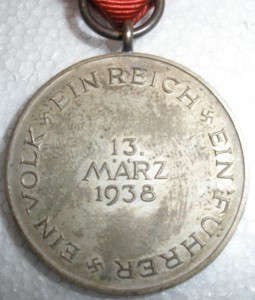 EIN VOLK EIN REICH EIN FÜHRER
13.
MÄRZ
1938